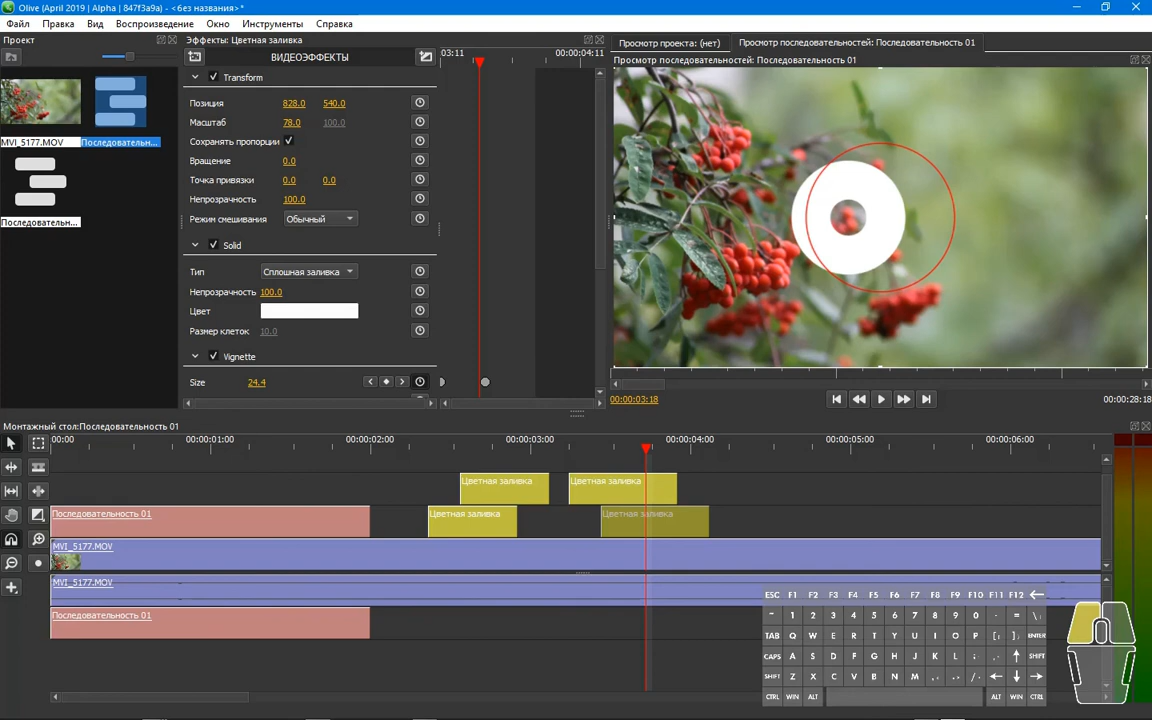 Olive (April 2019 | Alpha | 847f3a9a) - <без названия>*
Файл Правка Вид Воспроизведение Окно Инструменты Справка
Проект
MVI_5177.MOV Последовательн...
Последовательн...
Эффекты: Цветная заливка
ВИДЕОЭФФЕКТЫ
03:11 00:00:04:11
Transform
Позиция 828.0 540.0
Масштаб 78.0 100.0
Сохранять пропорции
Вращение 0.0
Точка привязки 0.0 0.0
Непрозрачность 100.0
Режим смешивания Обычный
Solid
Тип Сплошная заливка
Непрозрачность 100.0
Цвет
Размер клеток 10.0
Vignette
Size 24.4
Просмотр проекта: (нет) Просмотр последовательностей: Последовательность 01
Просмотр последовательностей: Последовательность 01
00:00:03:18 00:00:28:18
Монтажный стол:Последовательность 01
00:00 00:00:01:00 00:00:02:00 00:00:03:00 00:00:04:00 00:00:05:00 00:00:06:00
Цветная заливка Цветная заливка
Последовательность 01 Цветная заливка Цветная заливка
MVI_5177.MOV
MVI_5177.MOV
Последовательность 01
ESC F1 F2 F3 F4 F5 F6 F7 F8 F9 F10 F11 F12
~ 1 2 3 4 5 6 7 8 9 0 - = \
TAB Q W E R T Y U I O P [ ] ENTER
CAPS A S D F G H J K L ; SHIFT
SHIFT Z X C V B N M
CTRL WIN ALT ALT WIN CTRL